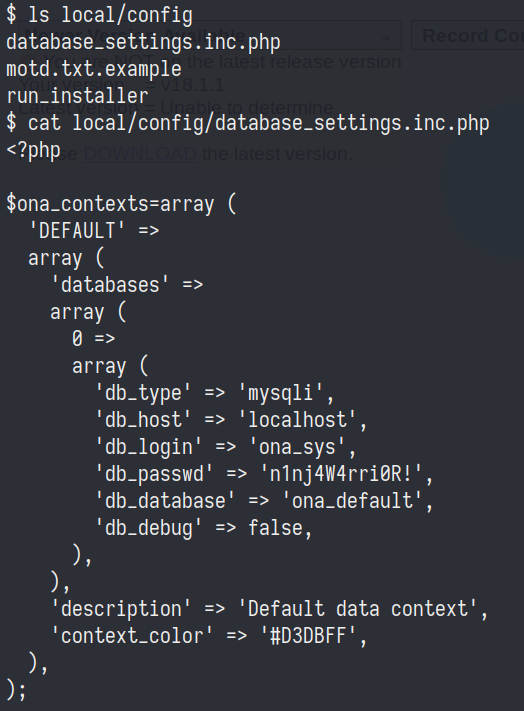 $ ls local/config
database_settings.inc.php
motd.txt.example
run_installer
$ cat local/config/database_settings.inc.php
<?php
$ona_contexts=array (
  'DEFAULT' =>
  array (
    'databases' =>
    array (
      0 =>
      array (
        'db_type' => 'mysqli',
        'db_host' => 'localhost',
        'db_login' => 'ona_sys',
        'db_passwd' => 'n1nj4W4rri0R!',
        'db_database' => 'ona_default',
        'db_debug' => false,
      ),
    ),
    'description' => 'Default data context',
    'context_color' => '#D3DBFF',
  ),
);